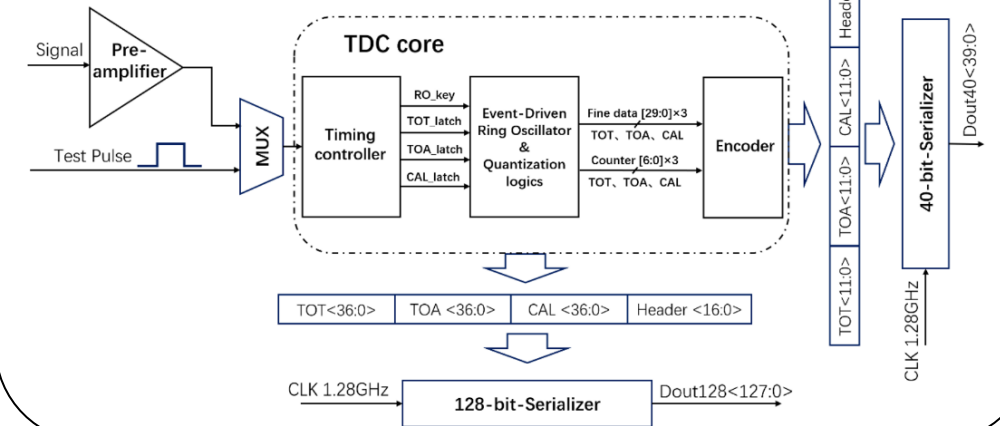 TDC core
Signal
Pre-
amplifier
Test Pulse
MUX
Timing
controller
RO_key
TOT_latch
TOA_latch
CAL_latch
Event-Driven
Ring Oscillator
&
Quantization
logics
Fine data [29:0]×3
TOT、TOA、CAL
Counter [6:0]×3
TOT、TOA、CAL
Encoder
CAL<11:0>
TOA<11:0>
TOT<11:0>
40-bit-Serializer
Dout40<39:0>
CLK 1.28GHz
TOT<36:0>
TOA <36:0>
CAL <36:0>
Header <16:0>
CLK 1.28GHz
128-bit-Serializer
Dout128<127:0>